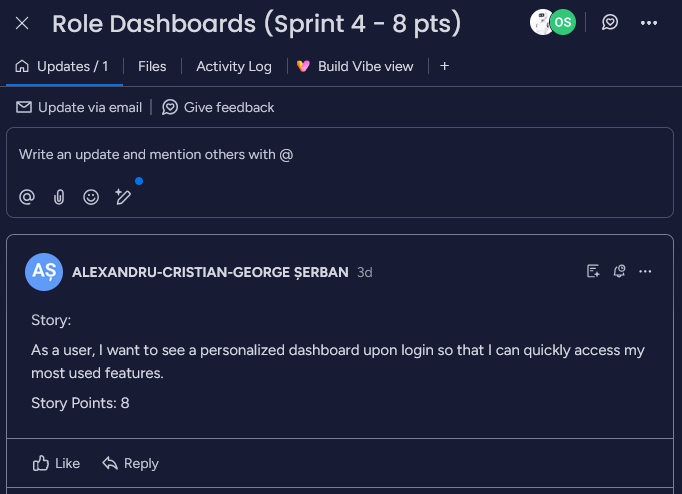 Role Dashboards (Sprint 4 - 8 pts)
OS
Updates / 1
Files
Activity Log
Build Vibe view
+
Update via email
Give feedback
Write an update and mention others with @
AȘ
ALEXANDRU-CRISTIAN-GEORGE ȘERBAN 3d
Story:
As a user, I want to see a personalized dashboard upon login so that I can quickly access my
most used features.
Story Points: 8
Like
Reply